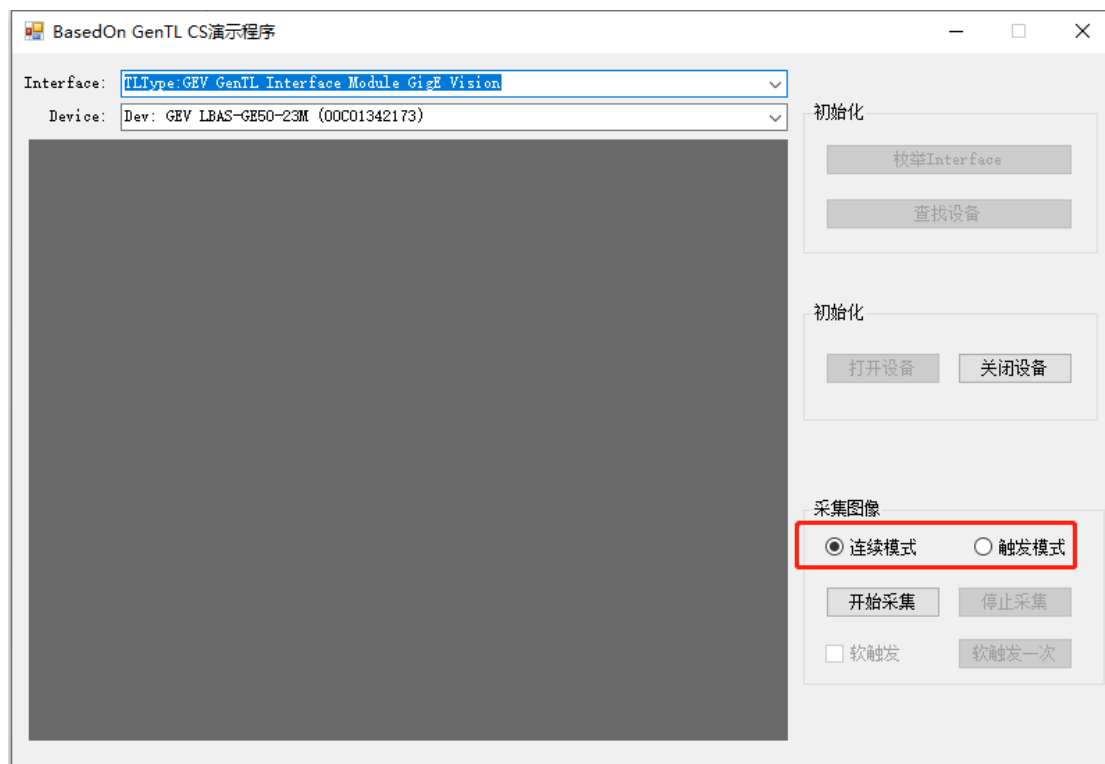 BasedOn GenTL CS演示程序
Interface: TLType:GEV GenTL Interface Module GigE Vision
Device: Dev: GEV LBAS-GE50-23M (00C01342173)
初始化
枚举Interface
查找设备
初始化
打开设备 关闭设备
采集图像
连续模式 触发模式
开始采集 停止采集
软触发 软触发一次